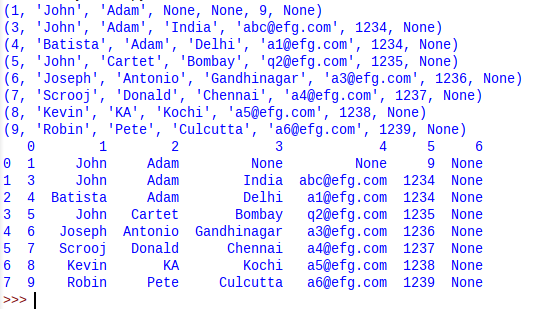 (1, 'John', 'Adam', None, None, 9, None)
(3, 'John', 'Adam', 'India', 'abc@efg.com', 1234, None)
(4, 'Batista', 'Adam', 'Delhi', 'a1@efg.com', 1234, None)
(5, 'John', 'Cartet', 'Bombay', 'q2@efg.com', 1235, None)
(6, 'Joseph', 'Antonio', 'Gandhinagar', 'a3@efg.com', 1236, None)
(7, 'Scrooj', 'Donald', 'Chennai', 'a4@efg.com', 1237, None)
(8, 'Kevin', 'KA', 'Kochi', 'a5@efg.com', 1238, None)
(9, 'Robin', 'Pete', 'Culcutta', 'a6@efg.com', 1239, None)
   0        1        2            3            4     5     6
0  1     John     Adam         None         None     9  None
1  3     John     Adam        India  abc@efg.com  1234  None
2  4  Batista     Adam        Delhi   a1@efg.com  1234  None
3  5     John   Cartet       Bombay   q2@efg.com  1235  None
4  6   Joseph  Antonio  Gandhinagar   a3@efg.com  1236  None
5  7   Scrooj   Donald      Chennai   a4@efg.com  1237  None
6  8    Kevin       KA        Kochi   a5@efg.com  1238  None
7  9    Robin     Pete     Culcutta   a6@efg.com  1239  None
>>>